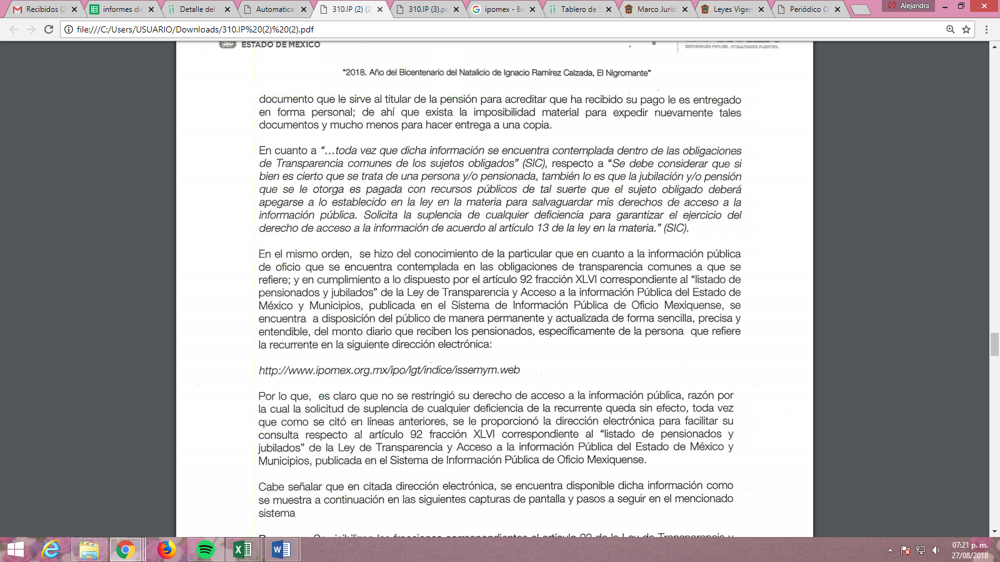 Recibidos (2
informes dia
Detalle del S
Automatical
310.IP (2) (2
310.IP (3).pd
ipomex - Bu
Tablero de
Marco Juríd
Leyes Vigen
Periódico O
Alejandra
file:///C:/Users/USUARIO/Downloads/310.IP%20(2)%20(2).pdf
ESTADO DE MÉXICO
DECISIONES FIRMES, RESULTADOS FUERTES.
“2018. Año del Bicentenario del Natalicio de Ignacio Ramírez Calzada, El Nigromante”
documento que le sirve al titular de la pensión para acreditar que ha recibido su pago le es entregado
en forma personal; de ahí que exista la imposibilidad material para expedir nuevamente tales
documentos y mucho menos para hacer entrega a una copia.
En cuanto a “…toda vez que dicha información se encuentra contemplada dentro de las obligaciones
de Transparencia comunes de los sujetos obligados” (SIC), respecto a “Se debe considerar que si
bien es cierto que se trata de una persona y/o pensionada, también lo es que la jubilación y/o pensión
que se le otorga es pagada con recursos públicos de tal suerte que el sujeto obligado deberá
apegarse a lo establecido en la ley en la materia para salvaguardar mis derechos de acceso a la
información pública. Solicita la suplencia de cualquier deficiencia para garantizar el ejercicio del
derecho de acceso a la información de acuerdo al artículo 13 de la ley en la materia.” (SIC).
En el mismo orden, se hizo del conocimiento de la particular que en cuanto a la información pública
de oficio que se encuentra contemplada en las obligaciones de transparencia comunes a que se
refiere; y en cumplimiento a lo dispuesto por el artículo 92 fracción XLVI correspondiente al “listado de
pensionados y jubilados” de la Ley de Transparencia y Acceso a la información Pública del Estado de
México y Municipios, publicada en el Sistema de Información Pública de Oficio Mexiquense, se
encuentra a disposición del público de manera permanente y actualizada de forma sencilla, precisa y
entendible, del monto diario que reciben los pensionados, específicamente de la persona que refiere
la recurrente en la siguiente dirección electrónica:
http://www.ipomex.org.mx/ipo/lgt/indice/issemym.web
Por lo que, es claro que no se restringió su derecho de acceso a la información pública, razón por
la cual la solicitud de suplencia de cualquier deficiencia de la recurrente queda sin efecto, toda vez
que como se citó en líneas anteriores, se le proporcionó la dirección electrónica para facilitar su
consulta respecto al artículo 92 fracción XLVI correspondiente al “listado de pensionados y
jubilados” de la Ley de Transparencia y Acceso a la información Pública del Estado de México y
Municipios, publicada en el Sistema de Información Pública de Oficio Mexiquense.
Cabe señalar que en citada dirección electrónica, se encuentra disponible dicha información como
se muestra a continuación en las siguientes capturas de pantalla y pasos a seguir en el mencionado
sistema
07:21 p. m.
27/08/2018